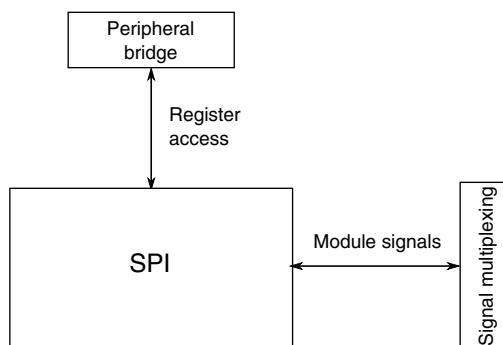 Peripheral
bridge
Register
access
SPI
Module signals
Signal multiplexing